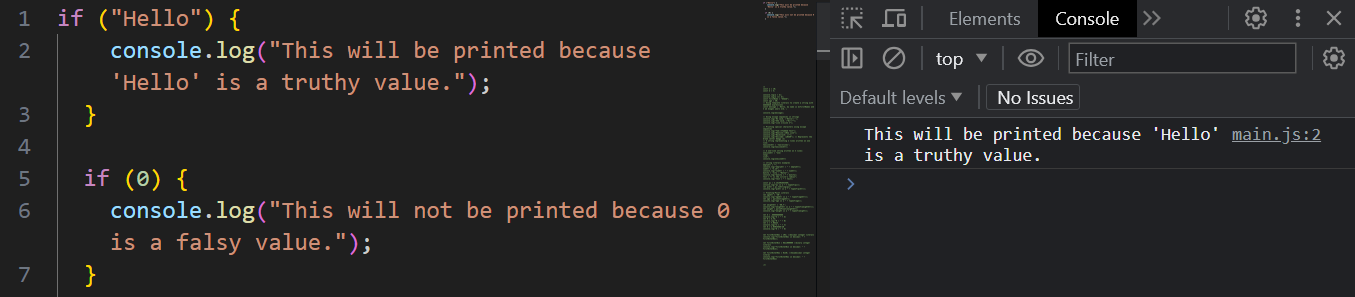 1 if ("Hello") {
2 console.log("This will be printed because
'Hello' is a truthy value.");
3 }
4
5 if (0) {
6 console.log("This will not be printed because 0
is a falsy value.");
7 }
Elements Console
top Filter
Default levels No Issues
This will be printed because 'Hello' main.js:2
is a truthy value.